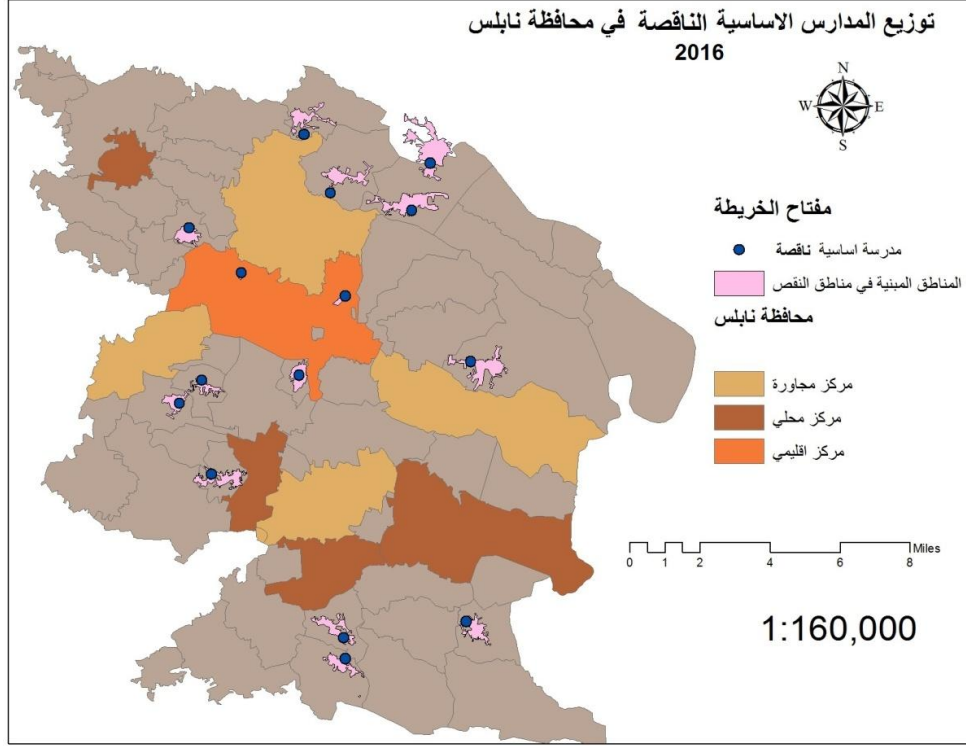 توزيع المدارس الاساسية الناقصة في محافظة نابلس
2016
N
W E
S
مفتاح الخريطة
مدرسة اساسية ناقصة
المناطق المبنية في مناطق النقص
محافظة نابلس
مركز مجاورة
مركز محلي
مركز اقليمي
Miles
0 1 2 4 6 8
1:160,000